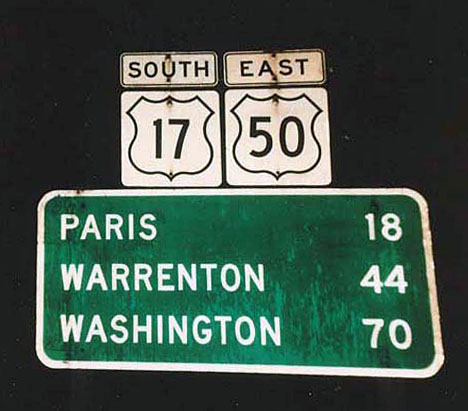 SOUTH EAST
17 50
PARIS 18
WARRENTON 44
WASHINGTON 70